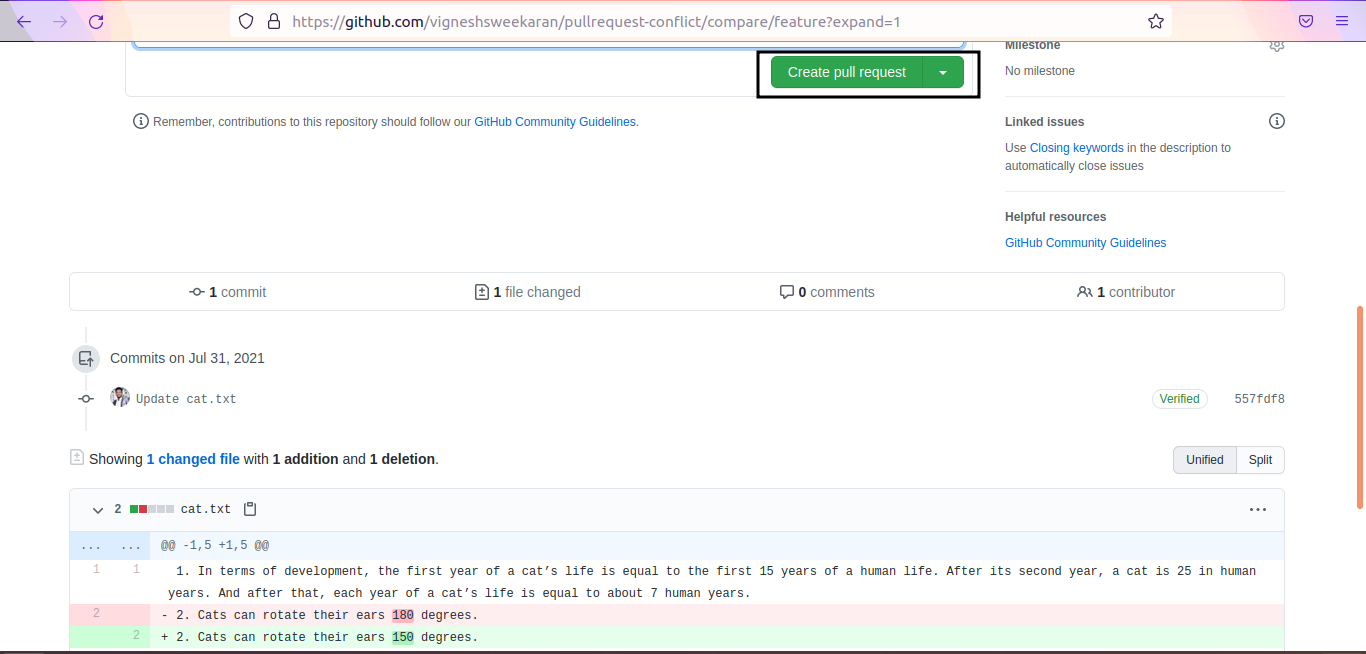 https://github.com/vigneshsweekaran/pullrequest-conflict/compare/feature?expand=1
Milestone
Create pull request
No milestone
Remember, contributions to this repository should follow our GitHub Community Guidelines.
Linked issues
Use Closing keywords in the description to
automatically close issues
Helpful resources
GitHub Community Guidelines
1 commit
1 file changed
0 comments
1 contributor
Commits on Jul 31, 2021
Update cat.txt
Verified
557fdf8
Showing 1 changed file with 1 addition and 1 deletion.
Unified
Split
2 cat.txt
... ... @@ -1,5 +1,5 @@
1 1 1. In terms of development, the first year of a cat’s life is equal to the first 15 years of a human life. After its second year, a cat is 25 in human
years. And after that, each year of a cat’s life is equal to about 7 human years.
2 - 2. Cats can rotate their ears 180 degrees.
2 + 2. Cats can rotate their ears 150 degrees.